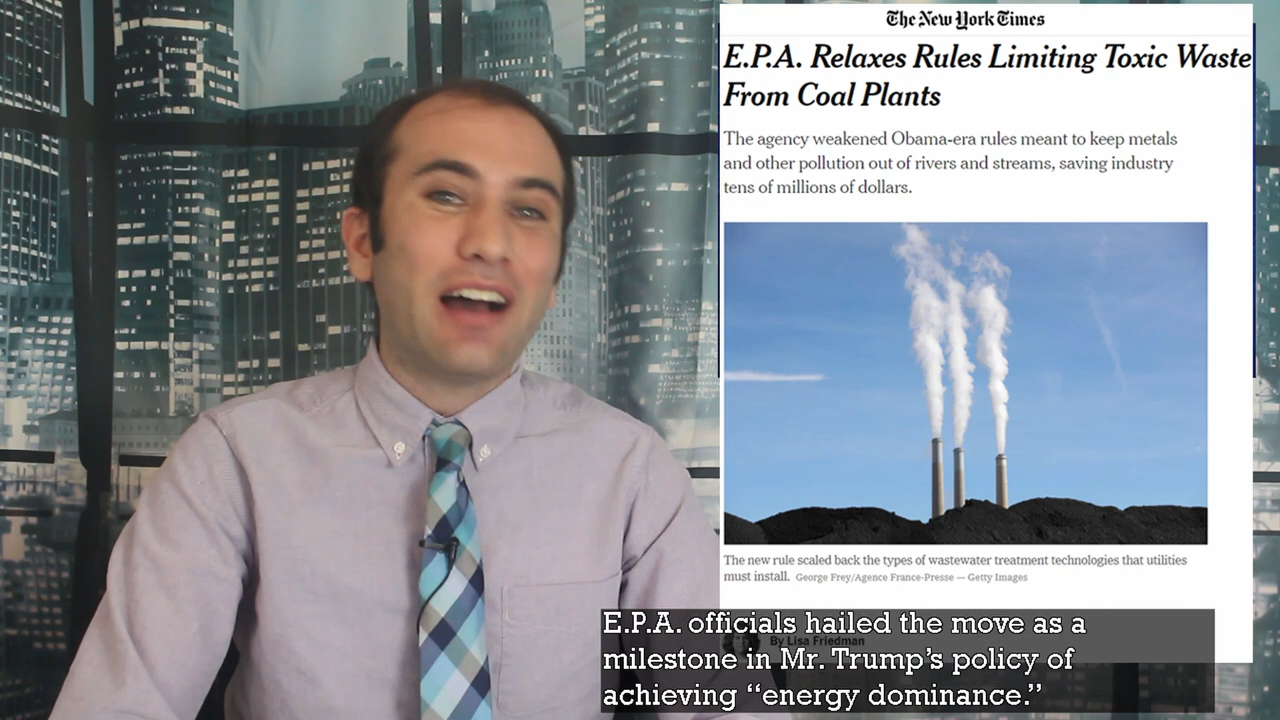 The New York Times
E.P.A. Relaxes Rules Limiting Toxic Waste
From Coal Plants
The agency weakened Obama-era rules meant to keep metals
and other pollution out of rivers and streams, saving industry
tens of millions of dollars.
The new rule scaled back the types of wastewater treatment technologies that utilities
must install. George Frey/Agence France-Presse — Getty Images
By Lisa Friedman
E.P.A. officials hailed the move as a
milestone in Mr. Trump’s policy of
achieving “energy dominance.”